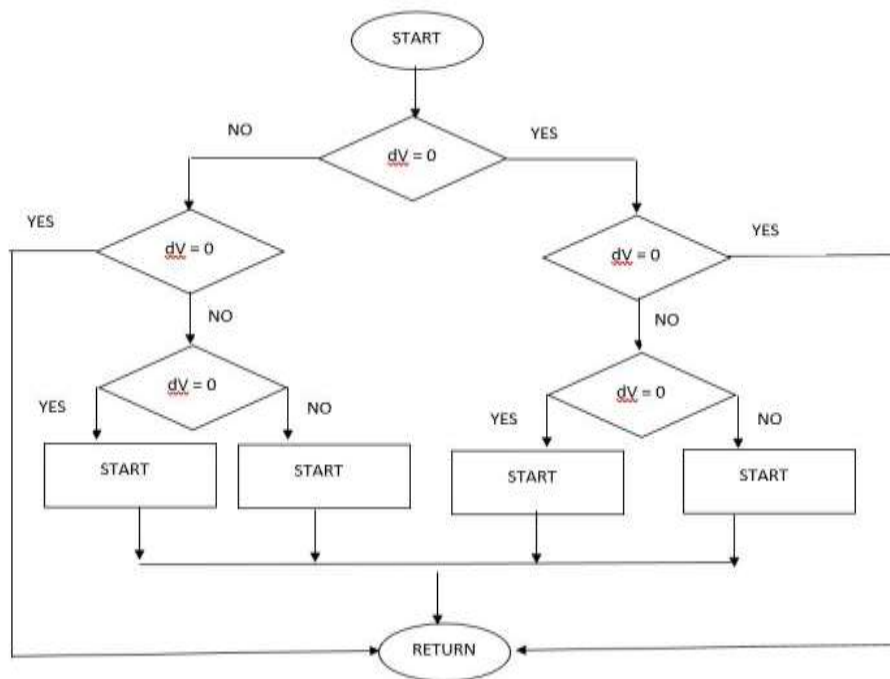 START
NO
YES
dV = 0
YES
dV = 0
dV = 0
YES
NO
NO
dV = 0
dV = 0
YES
NO
YES
NO
START
START
START
START
RETURN